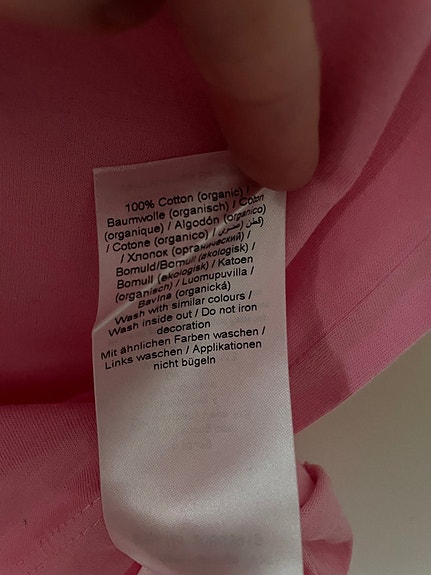 100% Cotton (organic) /
Baumwolle (organisch) / Coton
(organique) / Algodón (orgánico)
/ Cotone (organico) / قطن (عضوي)
/ Хлопок (органический) /
Bomuld/Bomull (økologisk) /
Bomull (ekologisk) / Katoen
(organisch) / Luomupuvilla /
Bavlna (organická)
Wash with similar colours /
Wash inside out / Do not iron
decoration
Mit ähnlichen Farben waschen /
Links waschen / Applikationen
nicht bügeln